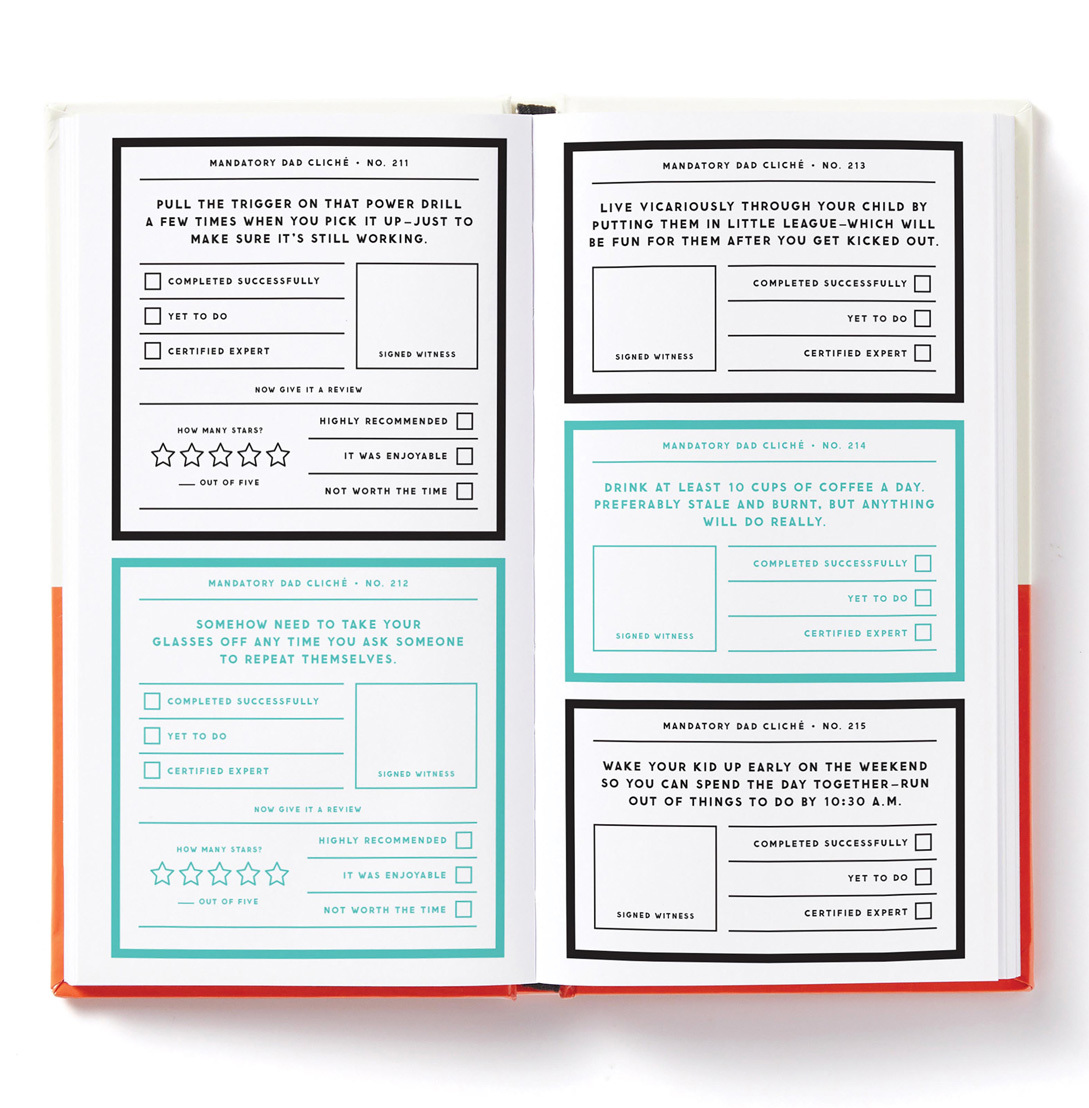 MANDATORY DAD CLICHÉ • NO. 211
PULL THE TRIGGER ON THAT POWER DRILL
A FEW TIMES WHEN YOU PICK IT UP–JUST TO
MAKE SURE IT'S STILL WORKING.
COMPLETED SUCCESSFULLY
YET TO DO
CERTIFIED EXPERT
SIGNED WITNESS
NOW GIVE IT A REVIEW
HOW MANY STARS?
___ OUT OF FIVE
HIGHLY RECOMMENDED
IT WAS ENJOYABLE
NOT WORTH THE TIME
MANDATORY DAD CLICHÉ • NO. 212
SOMEHOW NEED TO TAKE YOUR
GLASSES OFF ANY TIME YOU ASK SOMEONE
TO REPEAT THEMSELVES.
COMPLETED SUCCESSFULLY
YET TO DO
CERTIFIED EXPERT
SIGNED WITNESS
NOW GIVE IT A REVIEW
HOW MANY STARS?
___ OUT OF FIVE
HIGHLY RECOMMENDED
IT WAS ENJOYABLE
NOT WORTH THE TIME
MANDATORY DAD CLICHÉ • NO. 213
LIVE VICARIOUSLY THROUGH YOUR CHILD BY
PUTTING THEM IN LITTLE LEAGUE–WHICH WILL
BE FUN FOR THEM AFTER YOU GET KICKED OUT.
SIGNED WITNESS
COMPLETED SUCCESSFULLY
YET TO DO
CERTIFIED EXPERT
MANDATORY DAD CLICHÉ • NO. 214
DRINK AT LEAST 10 CUPS OF COFFEE A DAY.
PREFERABLY STALE AND BURNT, BUT ANYTHING
WILL DO REALLY.
SIGNED WITNESS
COMPLETED SUCCESSFULLY
YET TO DO
CERTIFIED EXPERT
MANDATORY DAD CLICHÉ • NO. 215
WAKE YOUR KID UP EARLY ON THE WEEKEND
SO YOU CAN SPEND THE DAY TOGETHER–RUN
OUT OF THINGS TO DO BY 10:30 A.M.
SIGNED WITNESS
COMPLETED SUCCESSFULLY
YET TO DO
CERTIFIED EXPERT